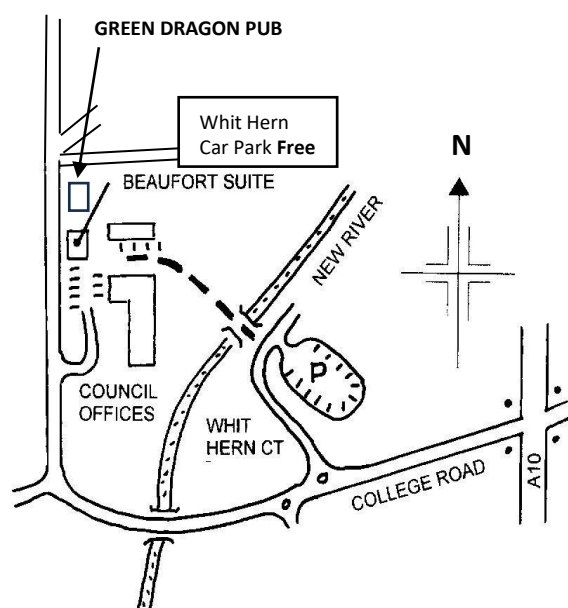 GREEN DRAGON PUB
Whit Hern
Car Park Free
N
BEAUFORT SUITE
NEW RIVER
P
COUNCIL
OFFICES
WHIT
HERN CT
COLLEGE ROAD
A10